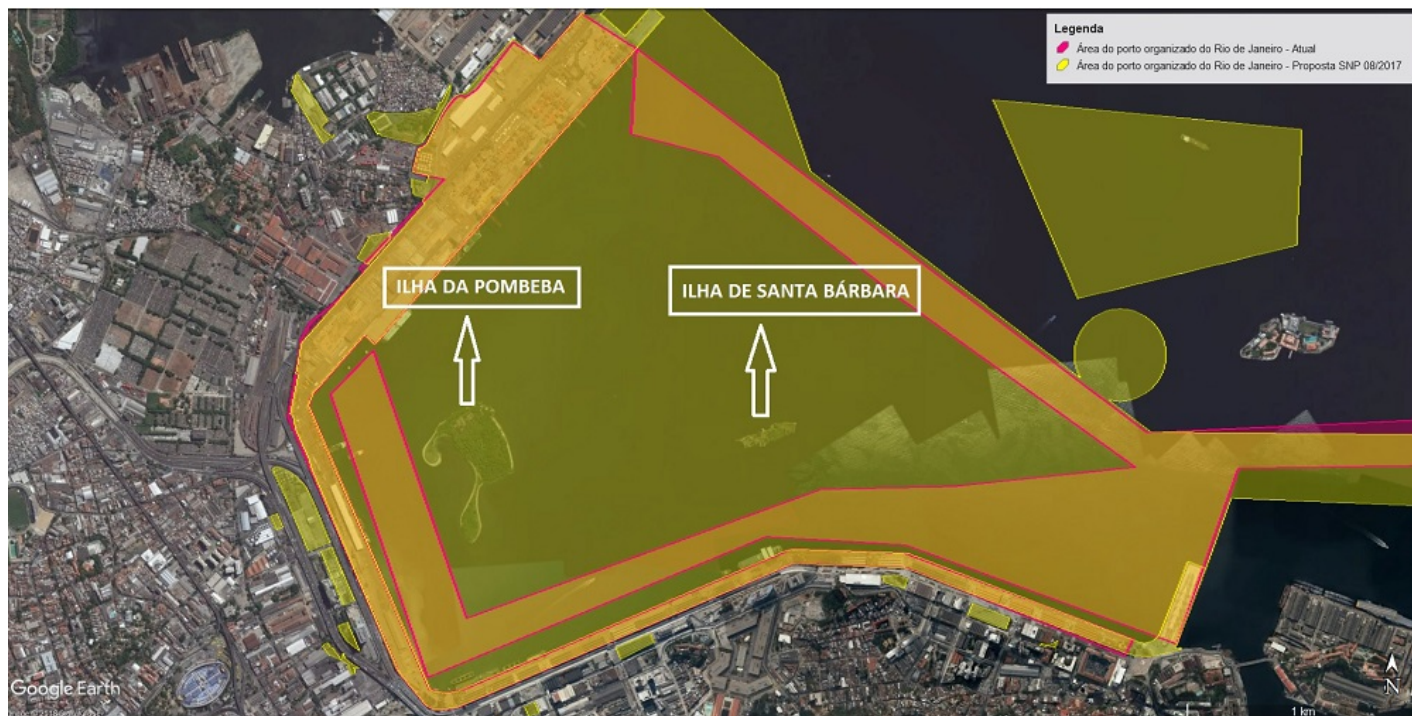 Legenda
Área do porto organizado do Rio de Janeiro - Atual
Área do porto organizado do Rio de Janeiro - Proposta SNP 08/2017
ILHA DA POMBEBA
ILHA DE SANTA BÁRBARA
Google Earth
N
1 km